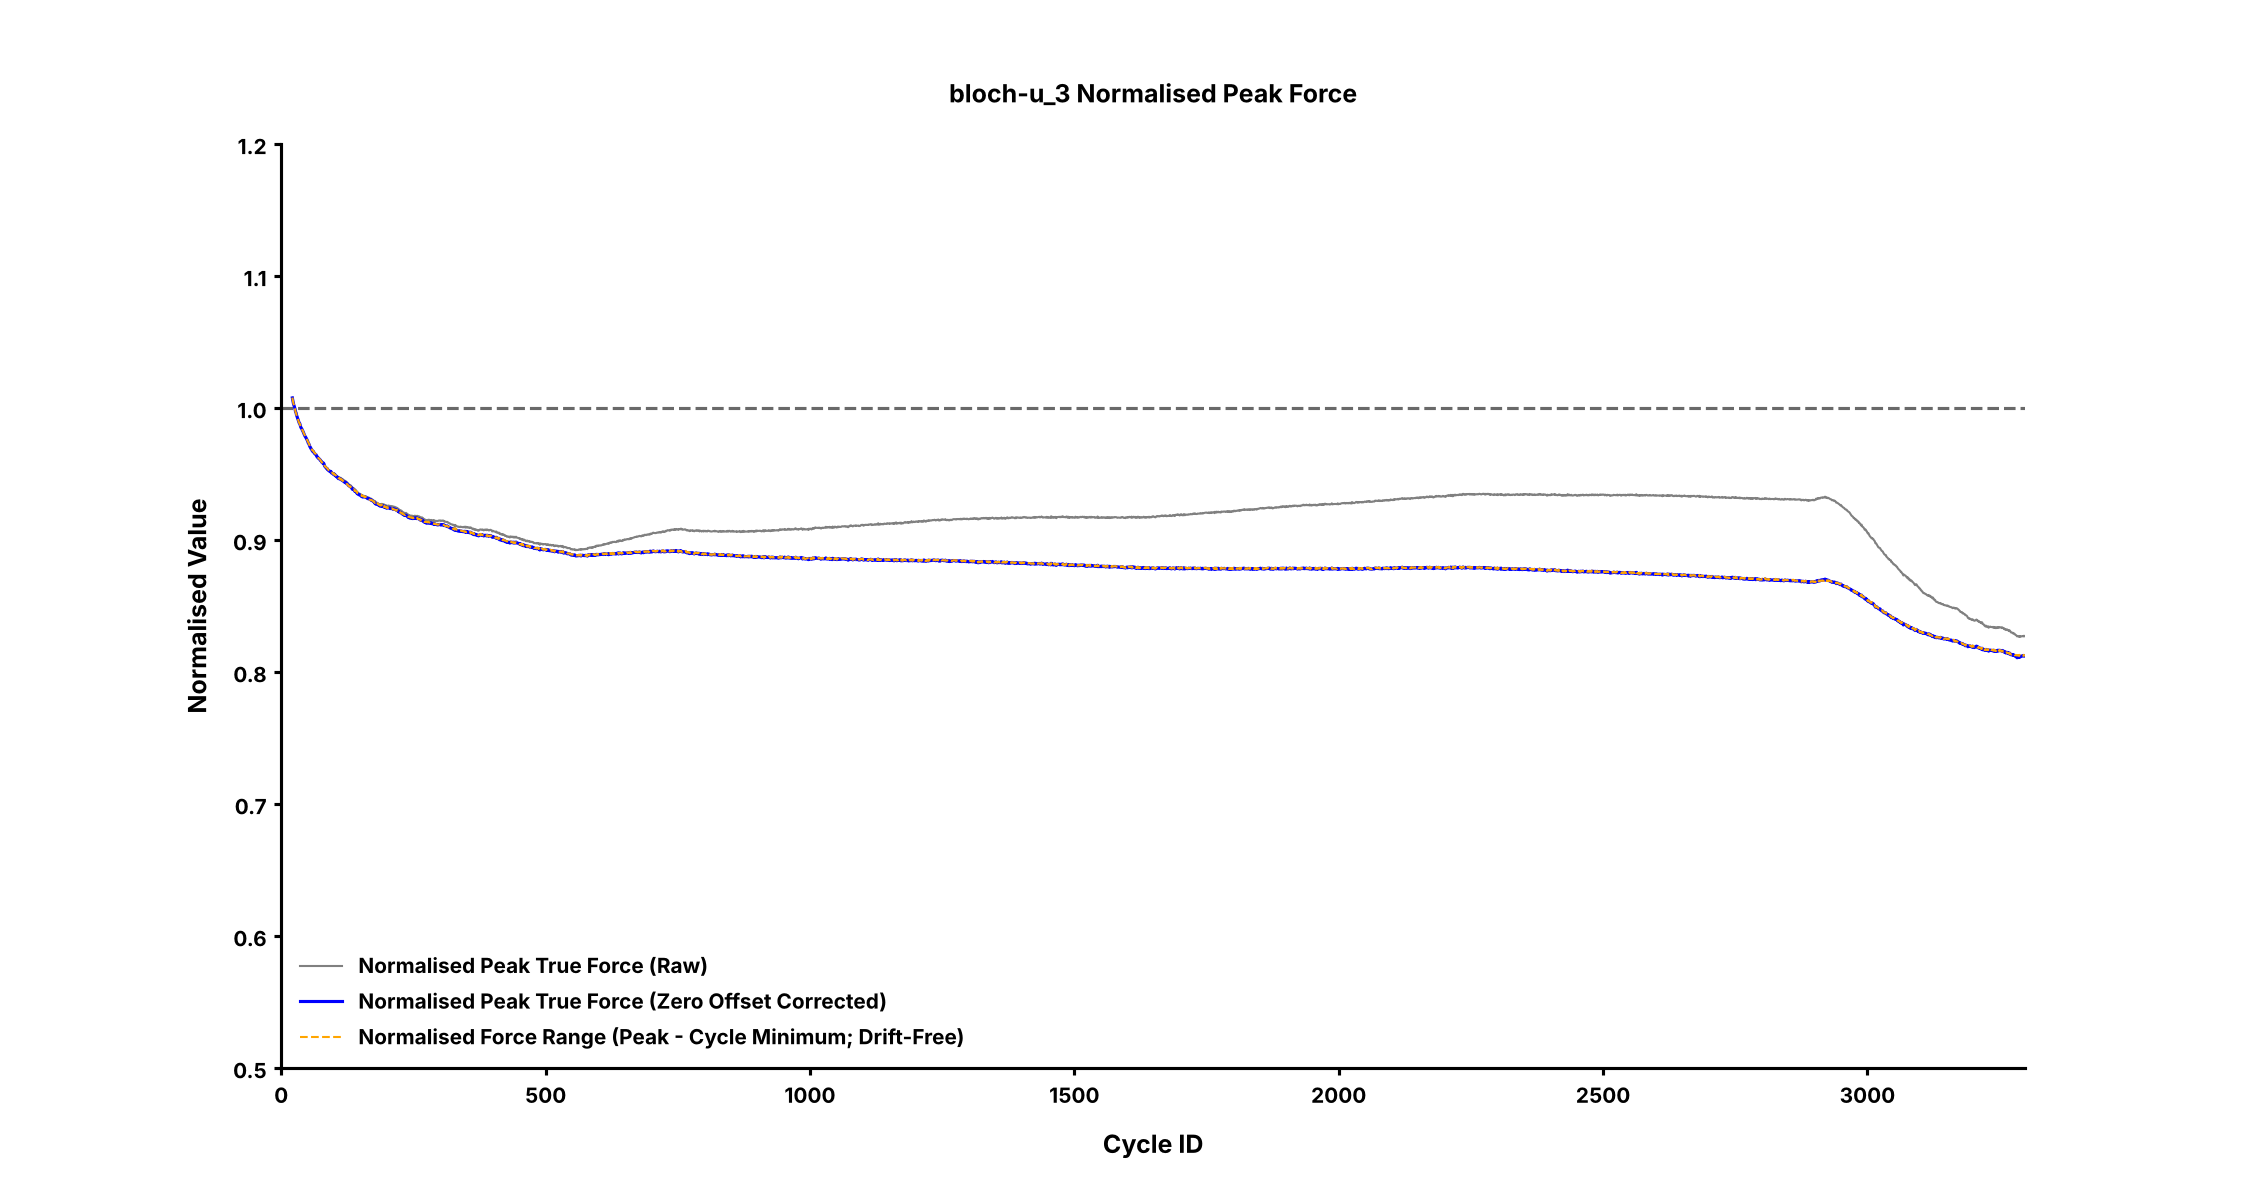 bloch-u_3 Normalised Peak Force
1.2
1.1
1.0
0.9
0.8
0.7
0.6
0.5
Normalised Value
Normalised Peak True Force (Raw)
Normalised Peak True Force (Zero Offset Corrected)
Normalised Force Range (Peak - Cycle Minimum; Drift-Free)
0 500 1000 1500 2000 2500 3000
Cycle ID